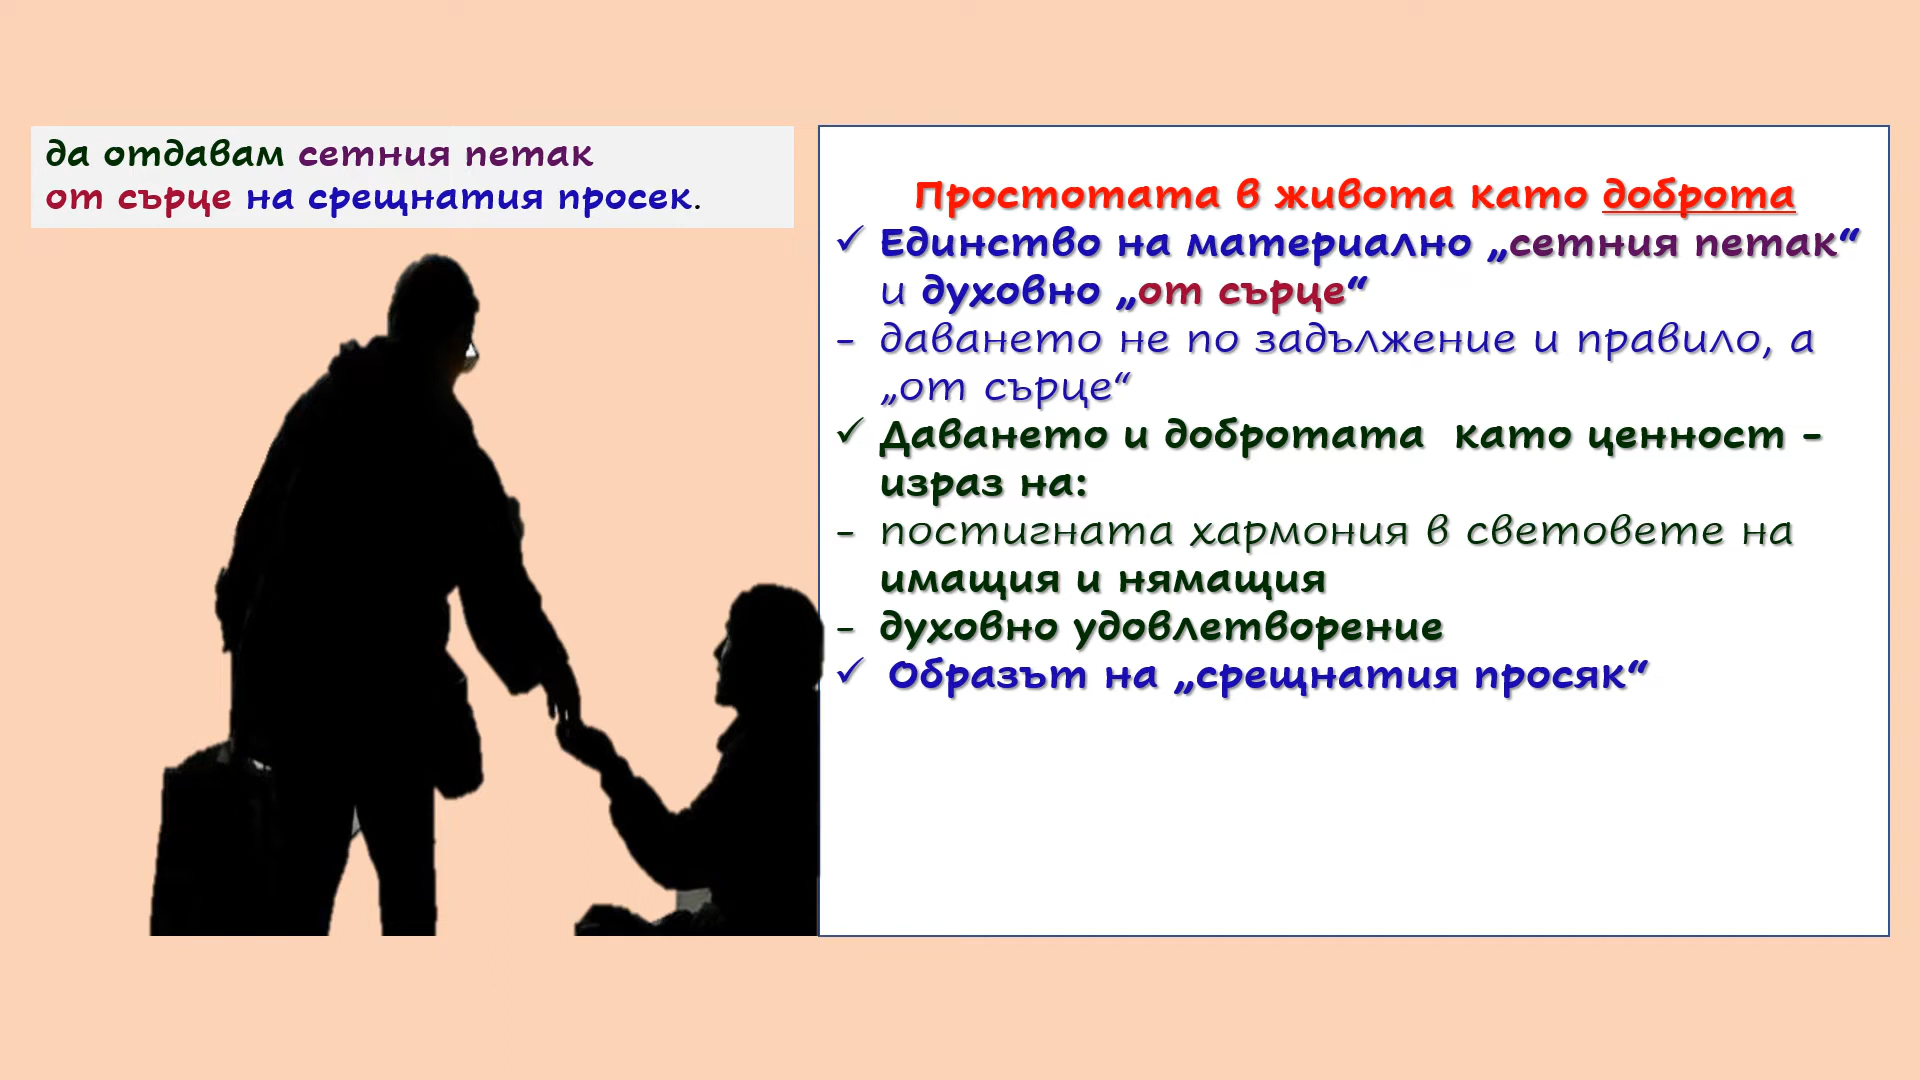 да отдавам сетния петак
от сърце на срещнатия просек.
Простотата в живота като доброта
✓ Единство на материално „сетния петак“
и духовно „от сърце“
- даването не по задължение и правило, а
„от сърце“
✓ Даването и добротата като ценност -
израз на:
- постигната хармония в световете на
имащия и нямащия
- духовно удовлетворение
✓ Образът на „срещнатия просяк“